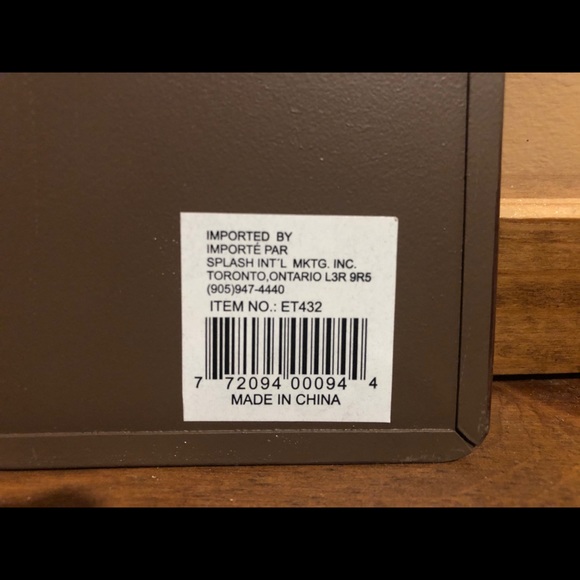 IMPORTED BY
IMPORTÉ PAR
SPLASH INT'L MKTG. INC.
TORONTO,ONTARIO L3R 9R5
(905)947-4440
ITEM NO.: ET432
7 72094 00094 4
MADE IN CHINA